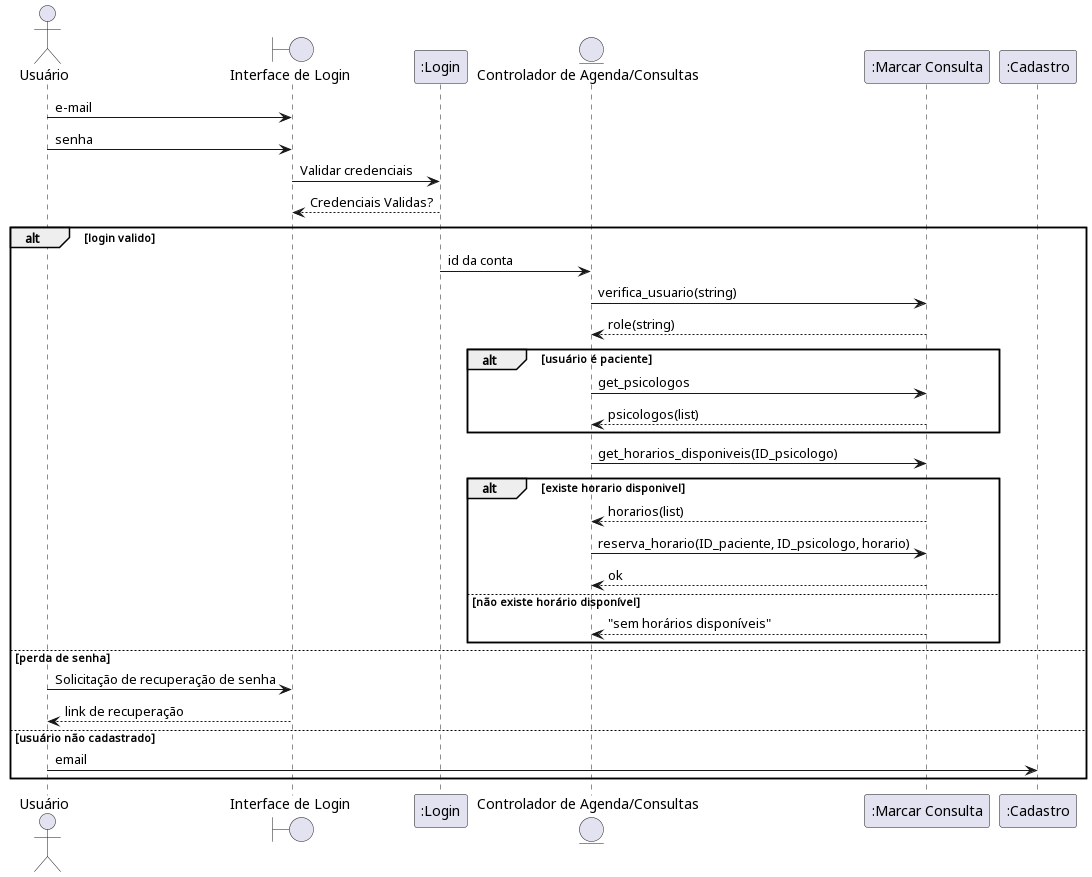 Usuário
Interface de Login
:Login
Controlador de Agenda/Consultas
:Marcar Consulta
:Cadastro
e-mail
senha
Validar credenciais
Credenciais Validas?
alt [login valido]
id da conta
verifica_usuario(string)
role(string)
alt [usuário é paciente]
get_psicologos
psicologos(list)
get_horarios_disponiveis(ID_psicologo)
alt [existe horario disponivel]
horarios(list)
reserva_horario(ID_paciente, ID_psicologo, horario)
ok
[não existe horário disponível]
"sem horários disponíveis"
[perda de senha]
Solicitação de recuperação de senha
link de recuperação
[usuário não cadastrado]
email
Usuário
Interface de Login
:Login
Controlador de Agenda/Consultas
:Marcar Consulta
:Cadastro